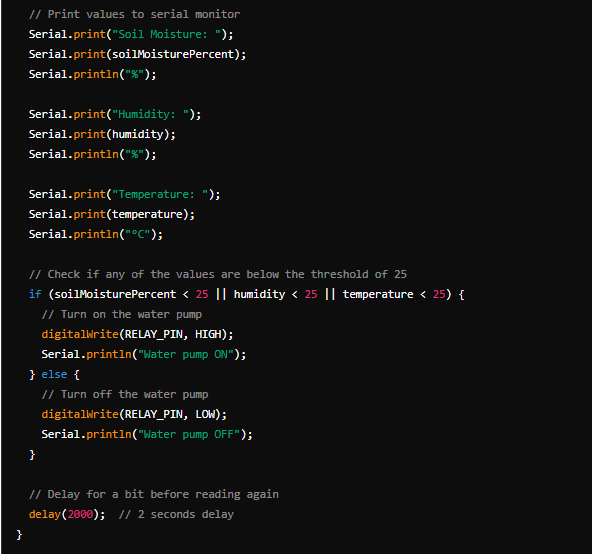 // Print values to serial monitor
Serial.print("Soil Moisture: ");
Serial.print(soilMoisturePercent);
Serial.println("%");
Serial.print("Humidity: ");
Serial.print(humidity);
Serial.println("%");
Serial.print("Temperature: ");
Serial.print(temperature);
Serial.println("°C");
// Check if any of the values are below the threshold of 25
if (soilMoisturePercent < 25 || humidity < 25 || temperature < 25) {
// Turn on the water pump
digitalWrite(RELAY_PIN, HIGH);
Serial.println("Water pump ON");
} else {
// Turn off the water pump
digitalWrite(RELAY_PIN, LOW);
Serial.println("Water pump OFF");
}
// Delay for a bit before reading again
delay(2000);  // 2 seconds delay
}